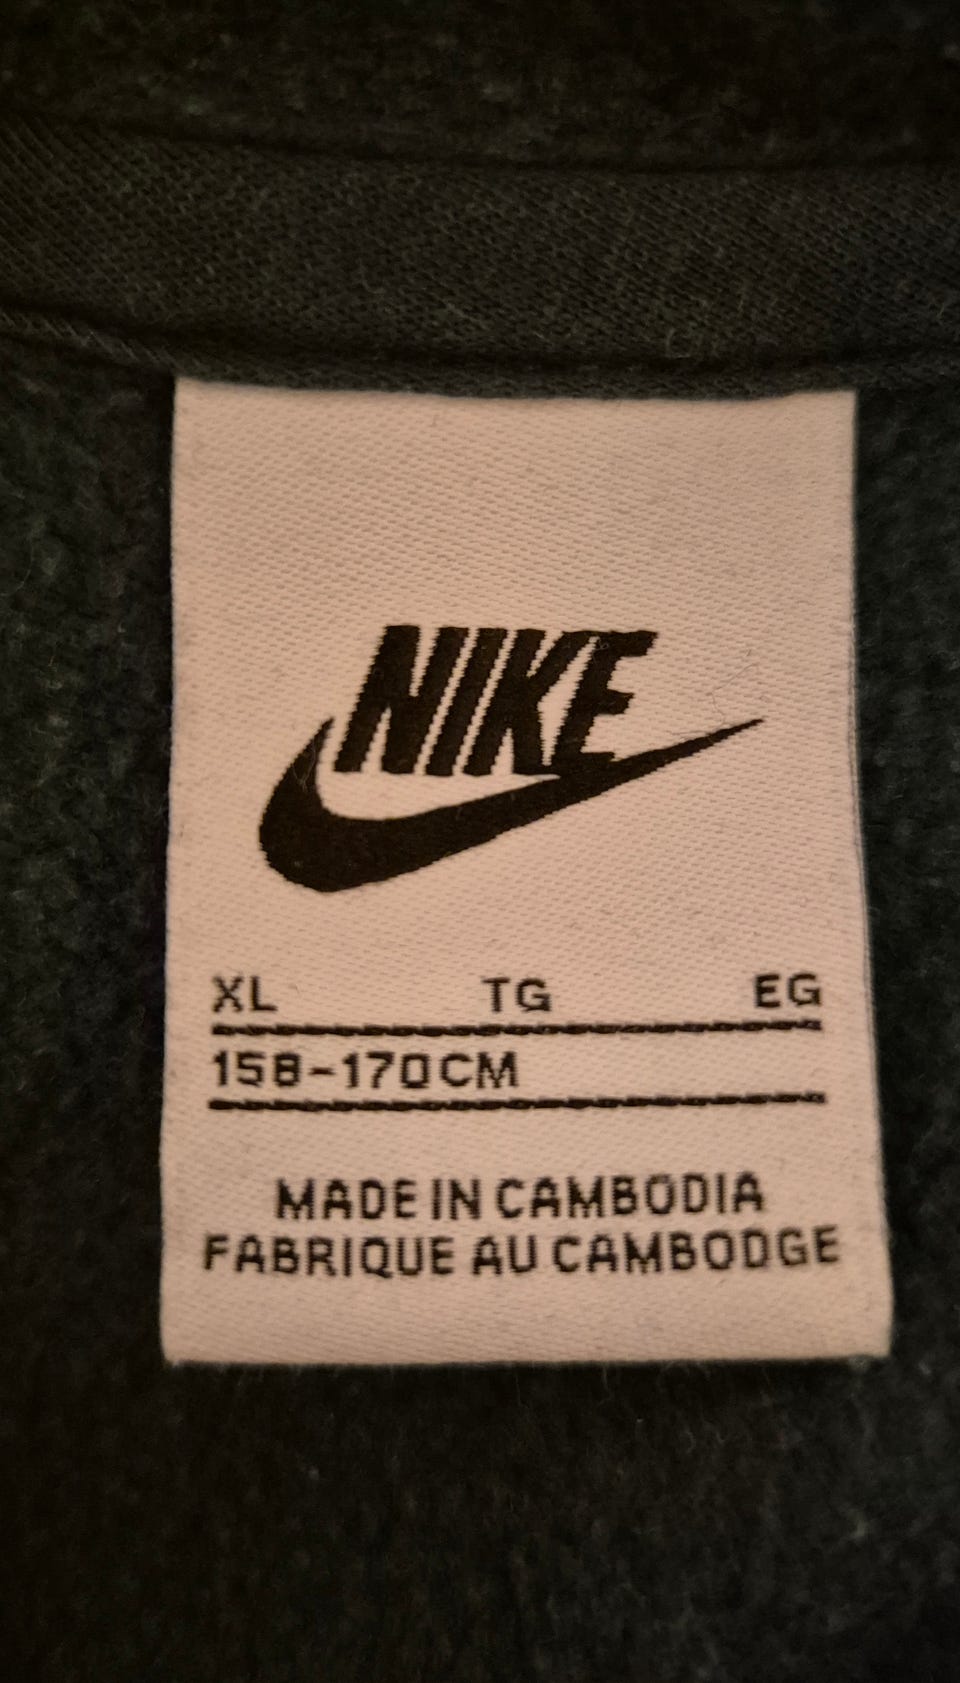 NIKE
XL TG EG
158-170CM
MADE IN CAMBODIA
FABRIQUE AU CAMBODGE